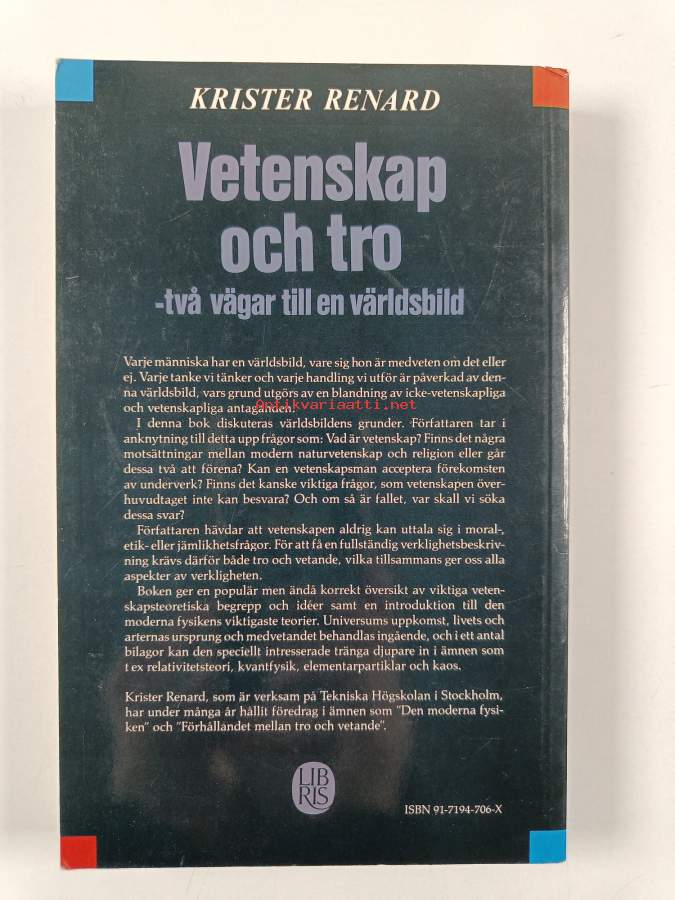 KRISTER RENARD
Vetenskap
och tro
-två vägar till en världsbild
Varje människa har en världsbild, vare sig hon är medveten om det eller
ej. Varje tanke vi tänker och varje handling vi utför är påverkad av den-
na världsbild, vars grund utgörs av en blandning av icke-vetenskapliga
och vetenskapliga antaganden.
Antikvariaatti.net
I denna bok diskuteras världsbildens grunder. Författaren tar i
anknytning till detta upp frågor som: Vad är vetenskap? Finns det några
motsättningar mellan modern naturvetenskap och religion eller går
dessa två att förena? Kan en vetenskapsman acceptera förekomsten
av underverk? Finns det kanske viktiga frågor, som vetenskapen över-
huvudtaget inte kan besvara? Och om så är fallet, var skall vi söka
dessa svar?
Författaren hävdar att vetenskapen aldrig kan uttala sig i moral-,
etik- eller jämlikhetsfrågor. För att få en fullständig verklighetsbeskriv-
ning krävs därför både tro och vetande, vilka tillsammans ger oss alla
aspekter av verkligheten.
Boken ger en populär men ändå korrekt översikt av viktiga veten-
skapsteoretiska begrepp och idéer samt en introduktion till den
moderna fysikens viktigaste teorier. Universums uppkomst, livets och
arternas ursprung och medvetandet behandlas ingående, och i ett antal
bilagor kan den speciellt intresserade tränga djupare in i ämnen som
t ex relativitetsteori, kvantfysik, elementarpartiklar och kaos.
Krister Renard, som är verksam på Tekniska Högskolan i Stockholm,
har under många år hållit föredrag i ämnen som "Den moderna fysi-
ken" och "Förhållandet mellan tro och vetande".
LIB
RIS
ISBN 91-7194-706-X